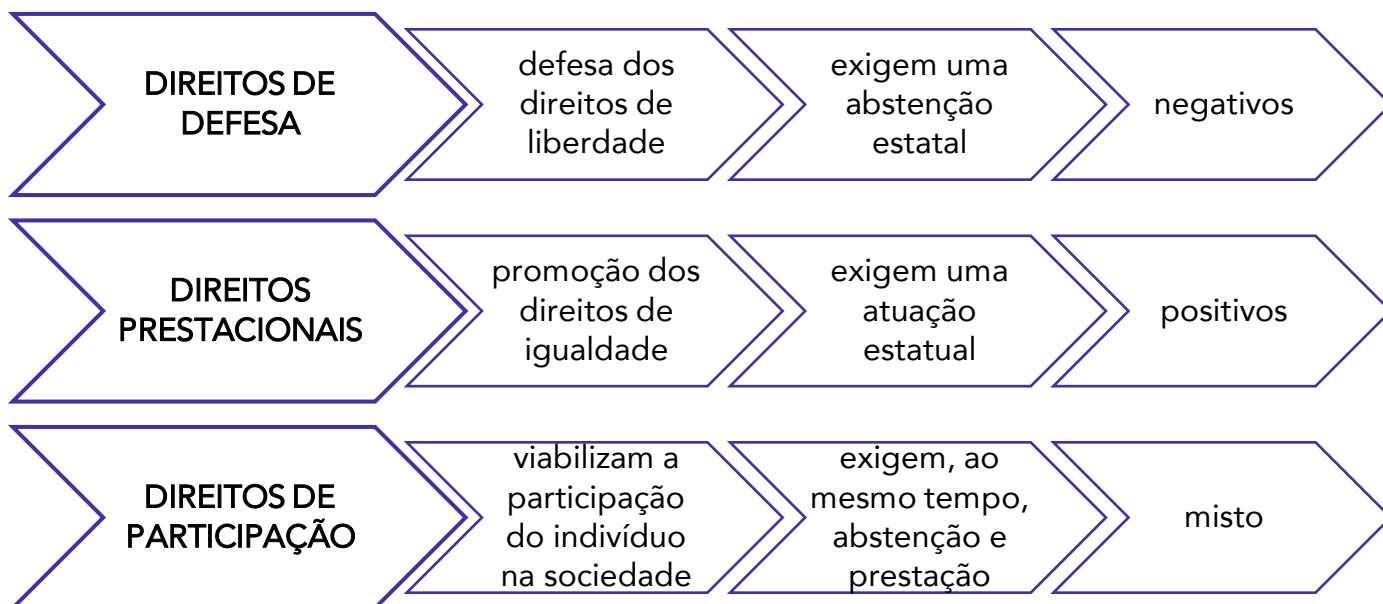 DIREITOS DE
DEFESA
defesa dos
direitos de
liberdade
exigem uma
abstenção
estatal
negativos
DIREITOS
PRESTACIONAIS
promoção dos
direitos de
igualdade
exigem uma
atuação
estatual
positivos
DIREITOS DE
PARTICIPAÇÃO
viabilizam a
participação
do indivíduo
na sociedade
exigem, ao
mesmo tempo,
abstenção e
prestação
misto